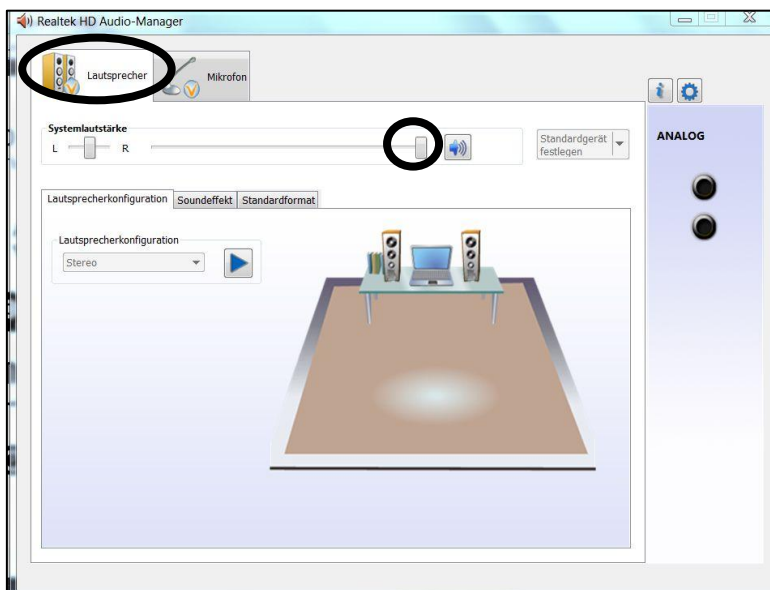 Realtek HD Audio-Manager
Lautsprecher
Mikrofon
Systemlautstärke
L
R
Standardgerät
festlegen
ANALOG
Lautsprecherkonfiguration
Soundeffekt
Standardformat
Lautsprecherkonfiguration
Stereo